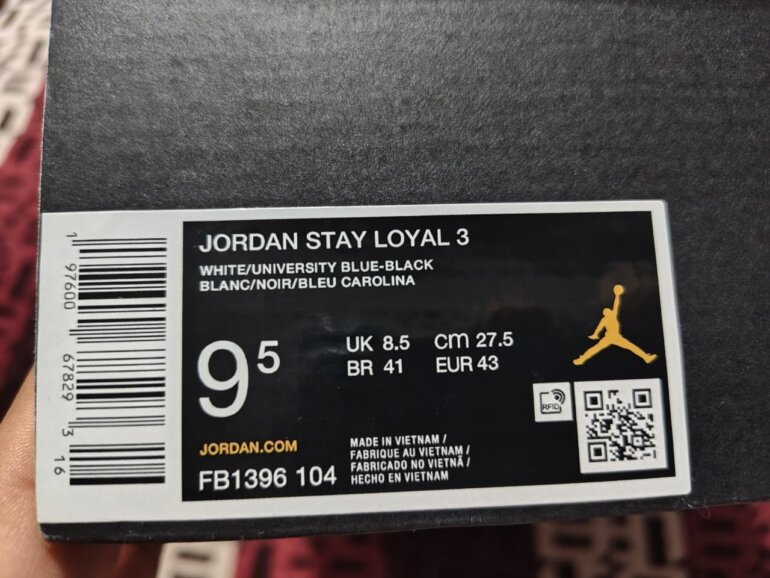 JORDAN STAY LOYAL 3
WHITE/UNIVERSITY BLUE-BLACK
BLANC/NOIR/BLEU CAROLINA
9 5
UK 8.5 cm 27.5
BR 41 EUR 43
RFID
JORDAN.COM
FB1396 104
MADE IN VIETNAM /
FABRIQUE AU VIETNAM /
FABRICADO NO VIETNÃ /
HECHO EN VIETNAM
1 97600 67829 3 16